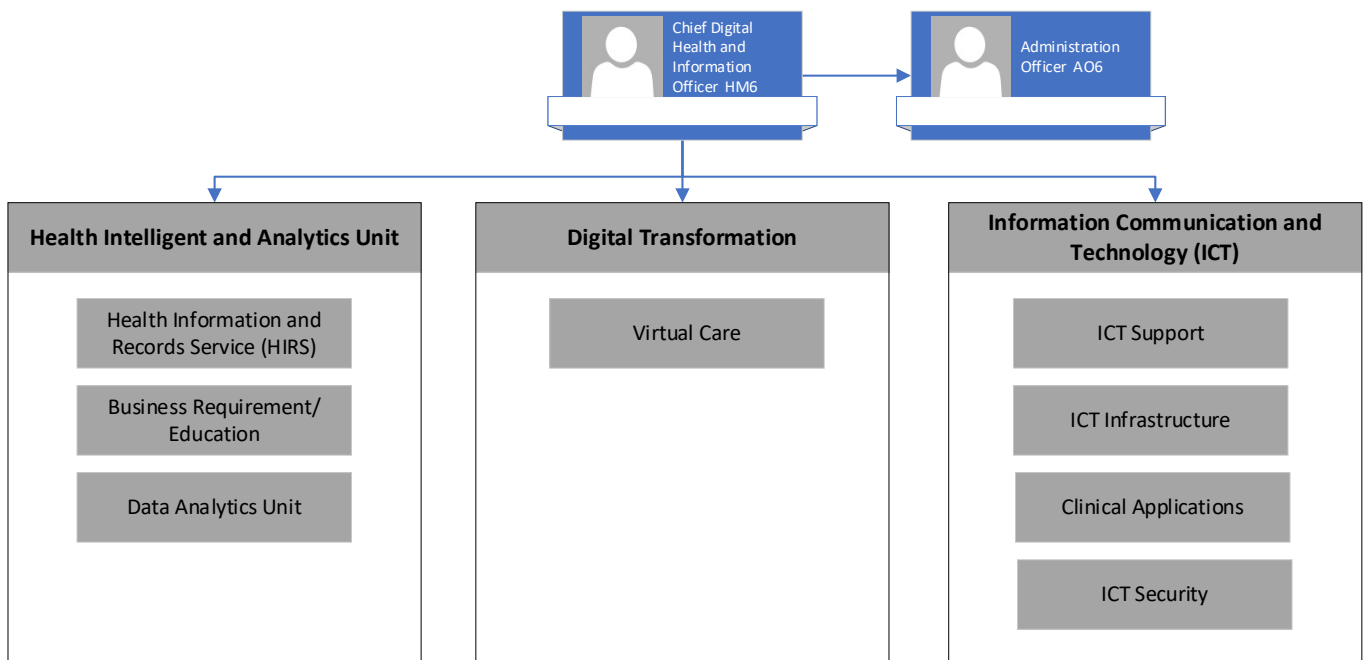 Chief Digital
Health and
Information
Officer HM6
Administration
Officer AO6
Health Intelligent and Analytics Unit
Health Information and
Records Service (HIRS)
Business Requirement/
Education
Data Analytics Unit
Digital Transformation
Virtual Care
Information Communication and
Technology (ICT)
ICT Support
ICT Infrastructure
Clinical Applications
ICT Security